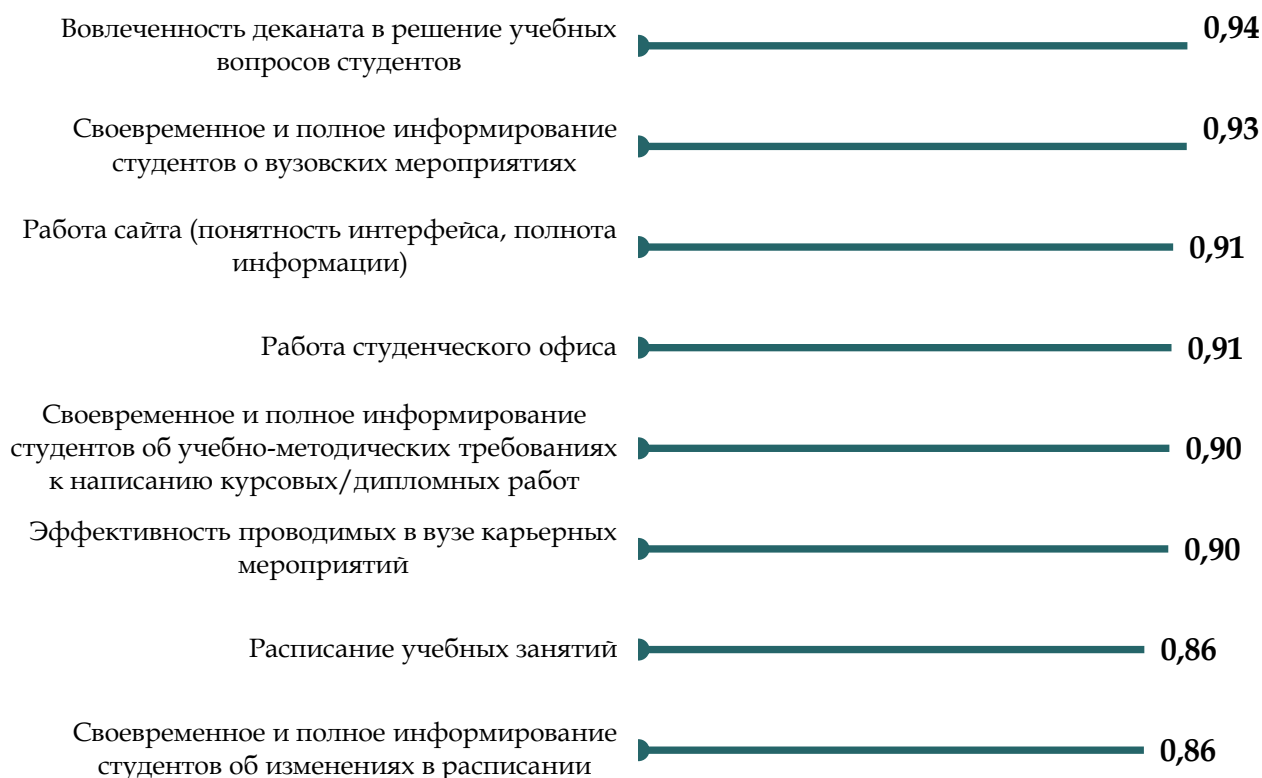 Вовлеченность деканата в решение учебных
вопросов студентов
0,94
Своевременное и полное информирование
студентов о вузовских мероприятиях
0,93
Работа сайта (понятность интерфейса, полнота
информации)
0,91
Работа студенческого офиса
0,91
Своевременное и полное информирование
студентов об учебно-методических требованиях
к написанию курсовых/дипломных работ
0,90
Эффективность проводимых в вузе карьерных
мероприятий
0,90
Расписание учебных занятий
0,86
Своевременное и полное информирование
студентов об изменениях в расписании
0,86